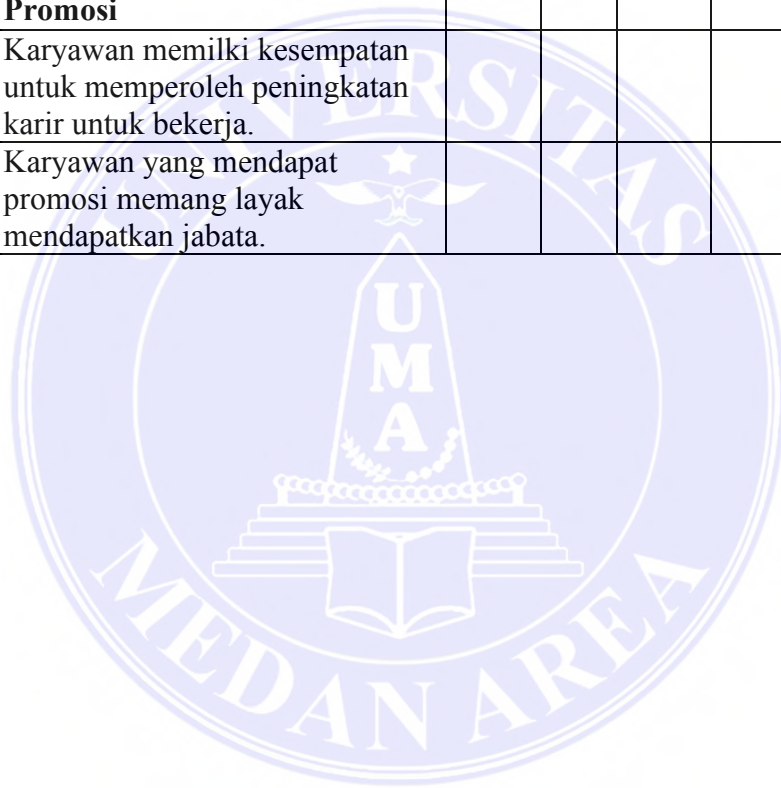 Promosi
Karyawan memilki kesempatan
untuk memperoleh peningkatan
karir untuk bekerja.
Karyawan yang mendapat
promosi memang layak
mendapatkan jabata.
UNIVERSITAS
U
M
A
MEDAN AREA